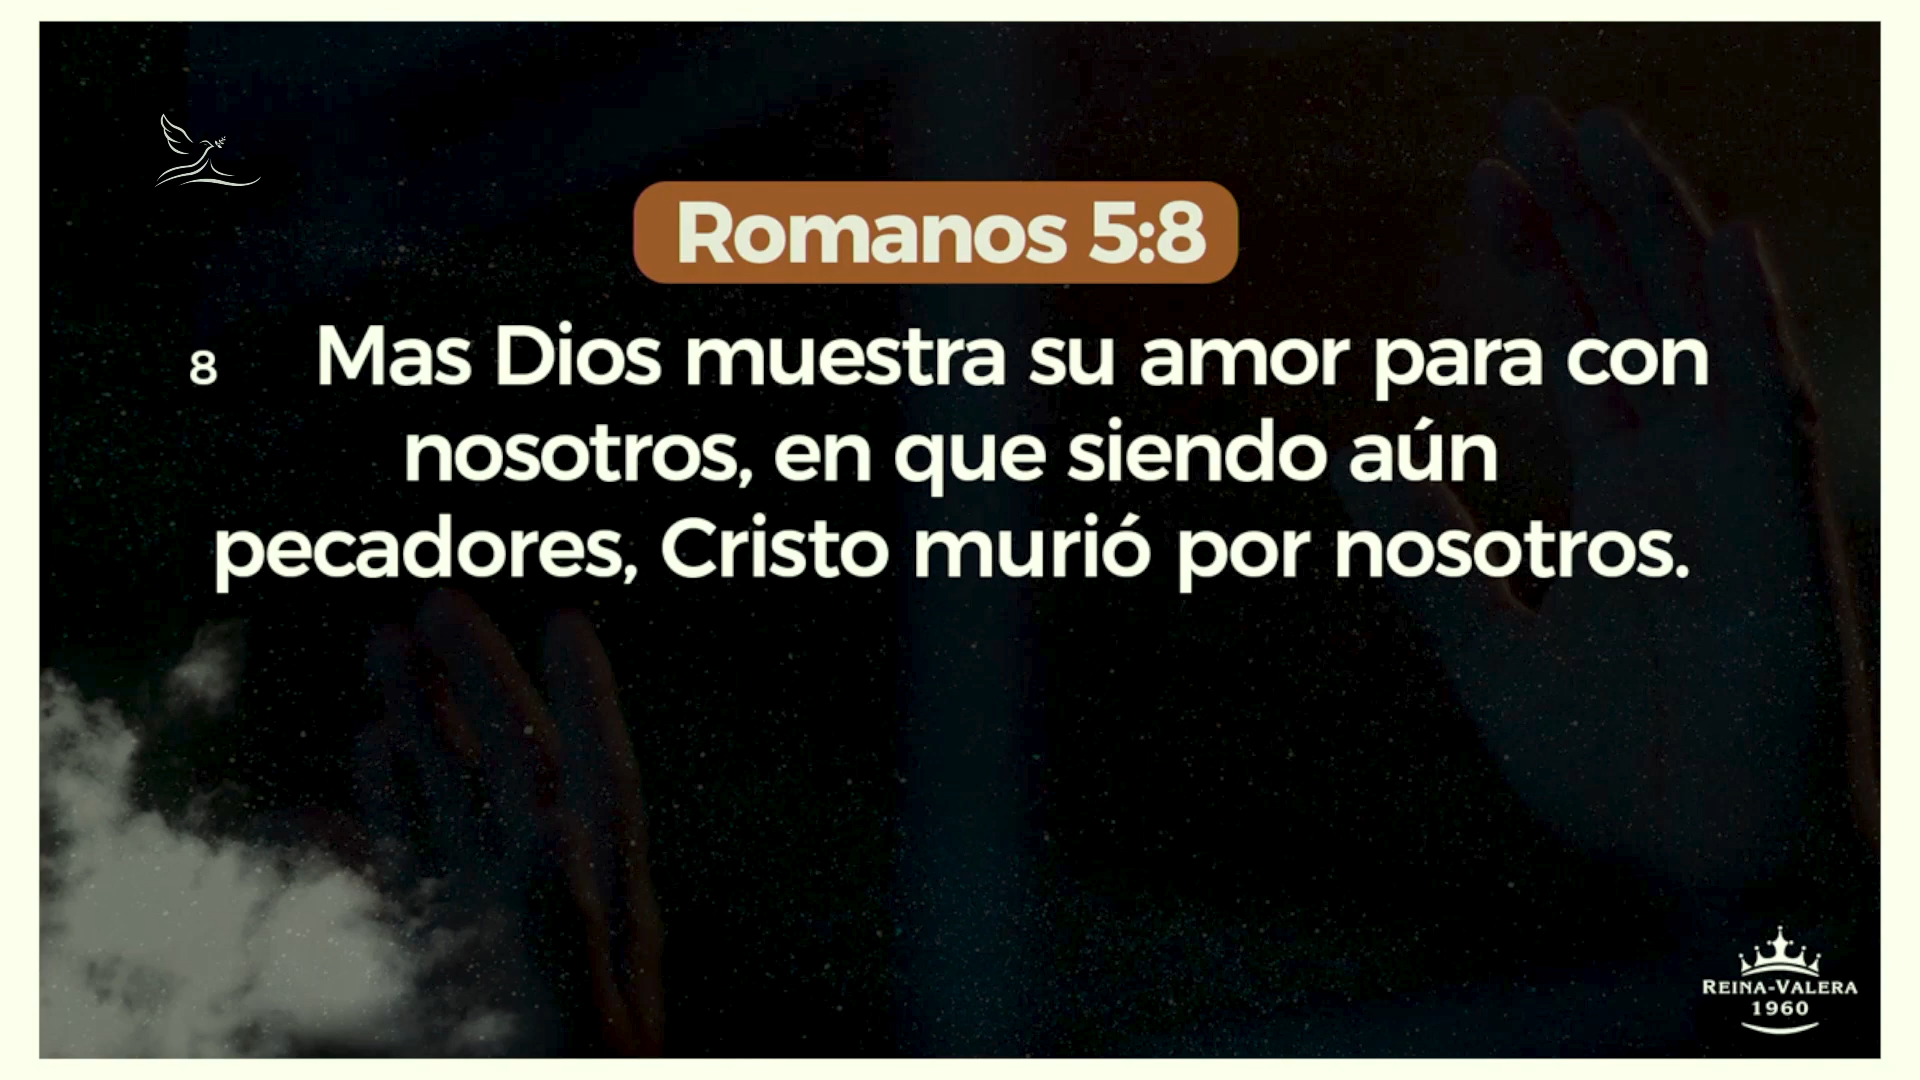 Romanos 5:8
8 Mas Dios muestra su amor para con
nosotros, en que siendo aún
pecadores, Cristo murió por nosotros.
REINA-VALERA
1960